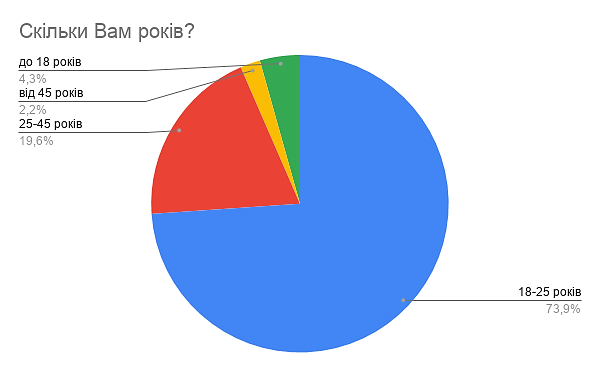 Скільки Вам років?
до 18 років
4,3%
від 45 років
2,2%
25-45 років
19,6%
18-25 років
73,9%